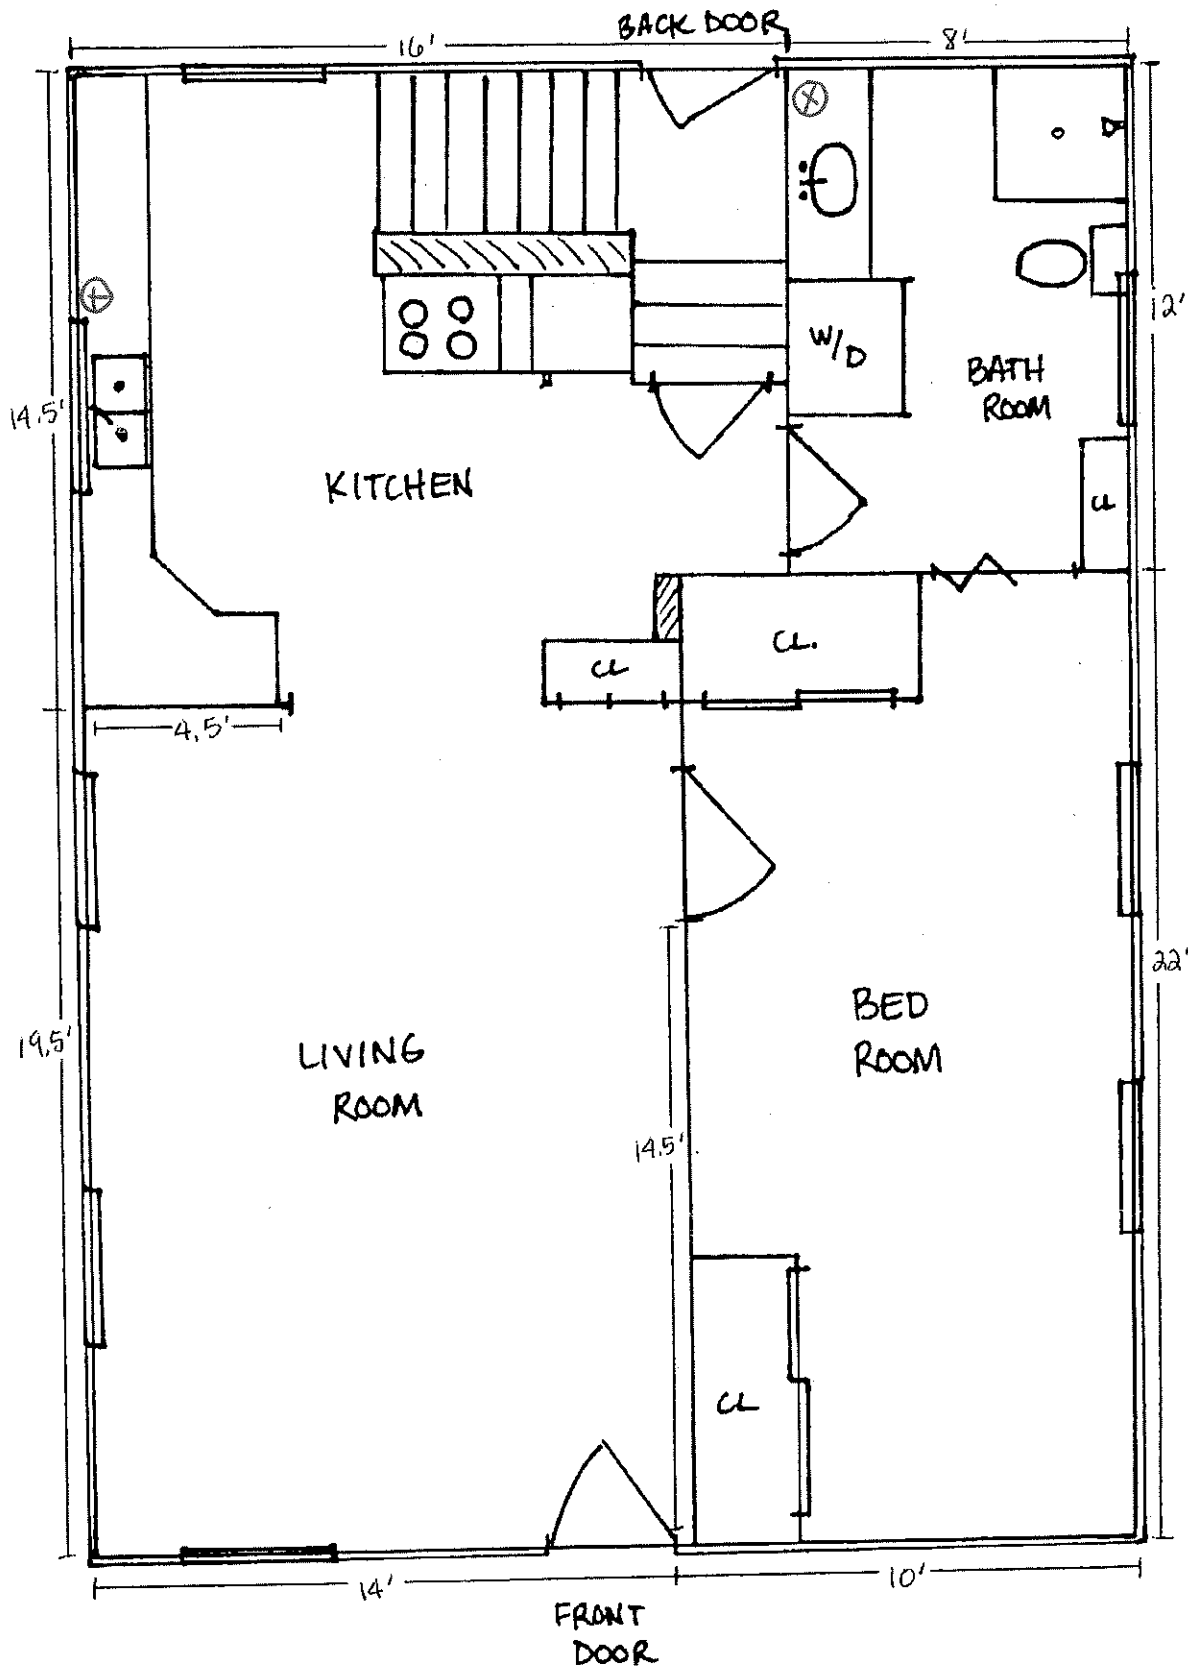 BACK DOOR
16'
8'
W/D
BATH
ROOM
12'
14.5'
KITCHEN
CL
CL
CL.
4.5'
BED
ROOM
22'
19.5'
LIVING
ROOM
14.5'
CL
14'
10'
FRONT
DOOR